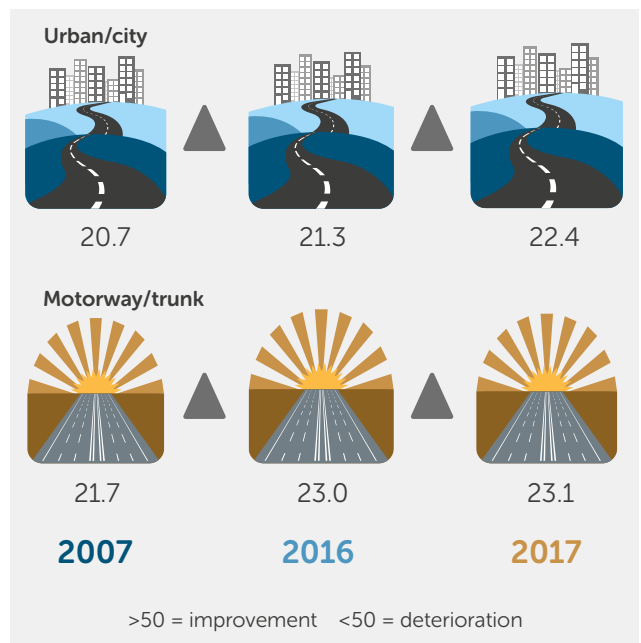 Urban/city
20.7 21.3 22.4
Motorway/trunk
21.7 23.0 23.1
2007 2016 2017
>50 = improvement <50 = deterioration